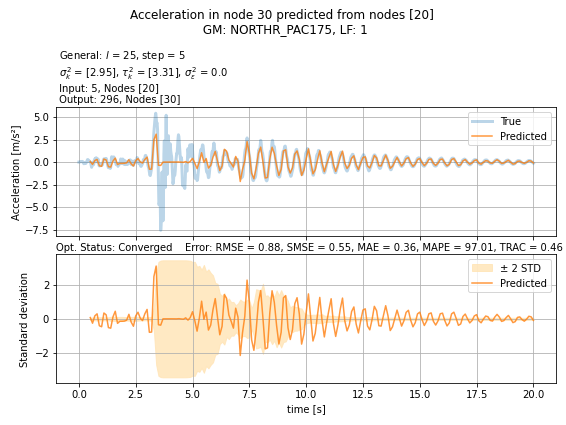 Acceleration in node 30 predicted from nodes [20]
GM: NORTHR_PAC175, LF: 1
General: l = 25, step = 5
σ_k² = [2.95], τ_k² = [3.31], σ_ε² = 0.0
Input: 5, Nodes [20]
Output: 296, Nodes [30]
Acceleration [m/s²]
5.0
2.5
0.0
−2.5
−5.0
−7.5
True
Predicted
Opt. Status: Converged    Error: RMSE = 0.88, SMSE = 0.55, MAE = 0.36, MAPE = 97.01, TRAC = 0.46
Standard deviation
2
0
−2
± 2 STD
Predicted
0.0 2.5 5.0 7.5 10.0 12.5 15.0 17.5 20.0
time [s]